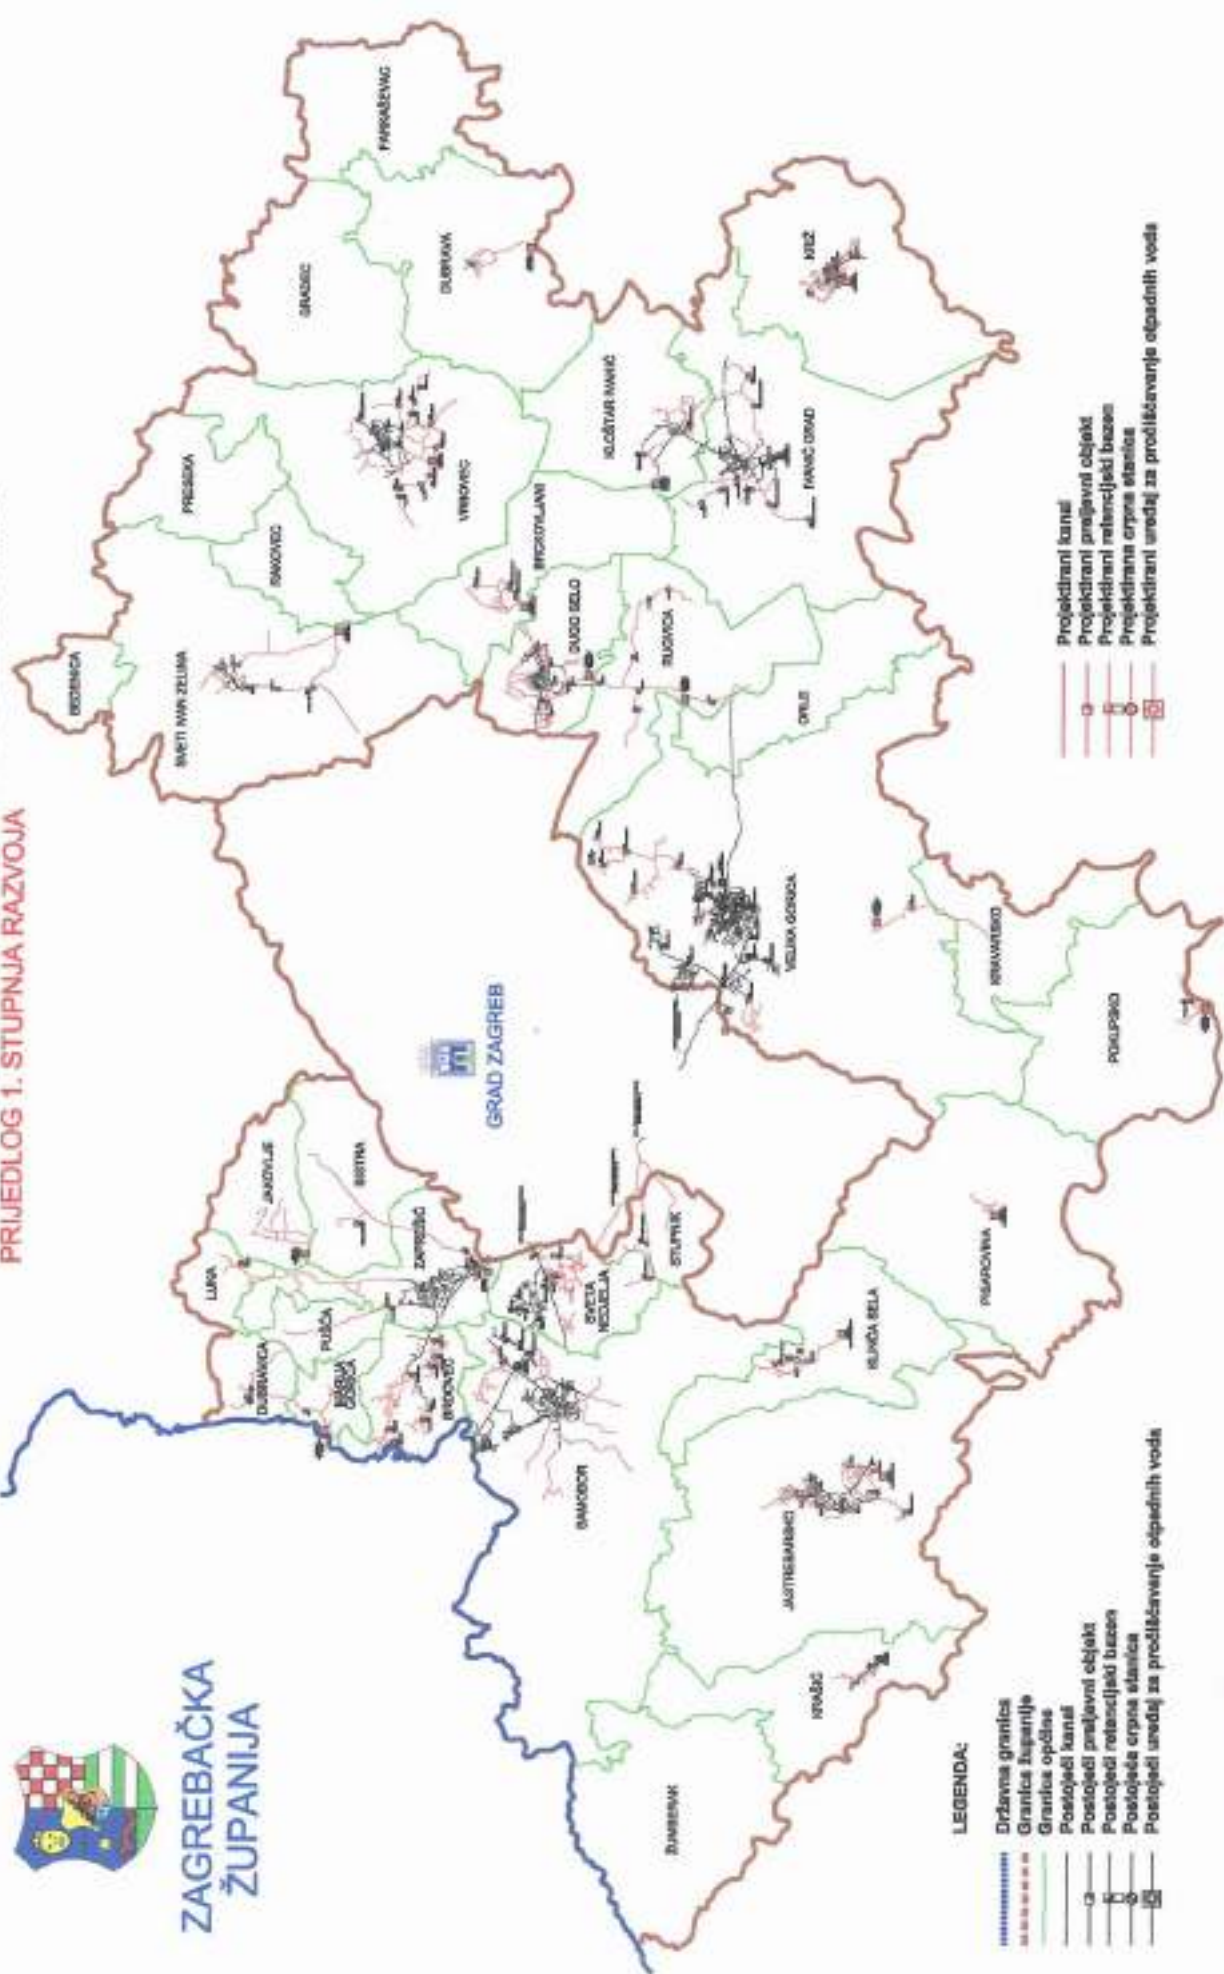 PRIJEDLOG 1. STUPNJA RAZVOJA
ZAGREBAČKA
ŽUPANIJA
GRAD ZAGREB
BEDENICA
SVETI IVAN ZELINA
PRESEKA
RAKOVEC
GRADEC
FARKAŠEVAC
VRBOVEC
DUBRAVA
BRCKOVLJANI
DUGO SELO
RUGVICA
KLOŠTAR IVANIĆ
IVANIĆ GRAD
KRIŽ
ORLE
VELIKA GORICA
KRAVARSKO
POKUPSKO
PISAROVINA
LUKA
JAKOVLJE
BISTRA
ZAPREŠIĆ
PUŠĆA
DUBRAVICA
MARIJA
GORICA
BRDOVEC
SVETA
NEDJELJA
STUPNIK
SAMOBOR
KLINČA SELA
JASTREBARSKO
KRAŠIĆ
ŽUMBERAK
LEGENDA:
Državna granica
Granica županije
Granica općine
Postojeći kanal
Postojeći preljevni objekt
Postojeći retencijski bazen
Postojeća crpna stanica
Postojeći uređaj za pročišćavanje otpadnih voda
Projektirani kanal
Projektirani preljevni objekt
Projektirani retencijski bazen
Projektirana crpna stanica
Projektirani uređaj za pročišćavanje otpadnih voda